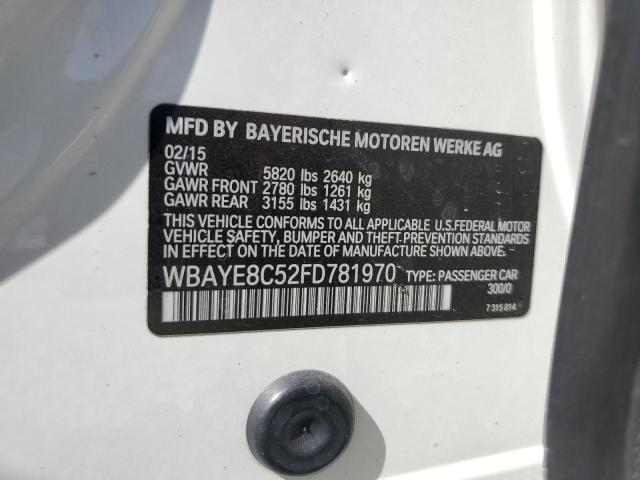 MFD BY BAYERISCHE MOTOREN WERKE AG
02/15
GVWR 5820 lbs 2640 kg
GAWR FRONT 2780 lbs 1261 kg
GAWR REAR 3155 lbs 1431 kg
THIS VEHICLE CONFORMS TO ALL APPLICABLE U.S.FEDERAL MOTOR
VEHICLE SAFETY, BUMPER AND THEFT PREVENTION STANDARDS
IN EFFECT ON THE DATE OF MANUFACTURE SHOWN ABOVE.
WBAYE8C52FD781970 TYPE: PASSENGER CAR
300/0
7 315 814